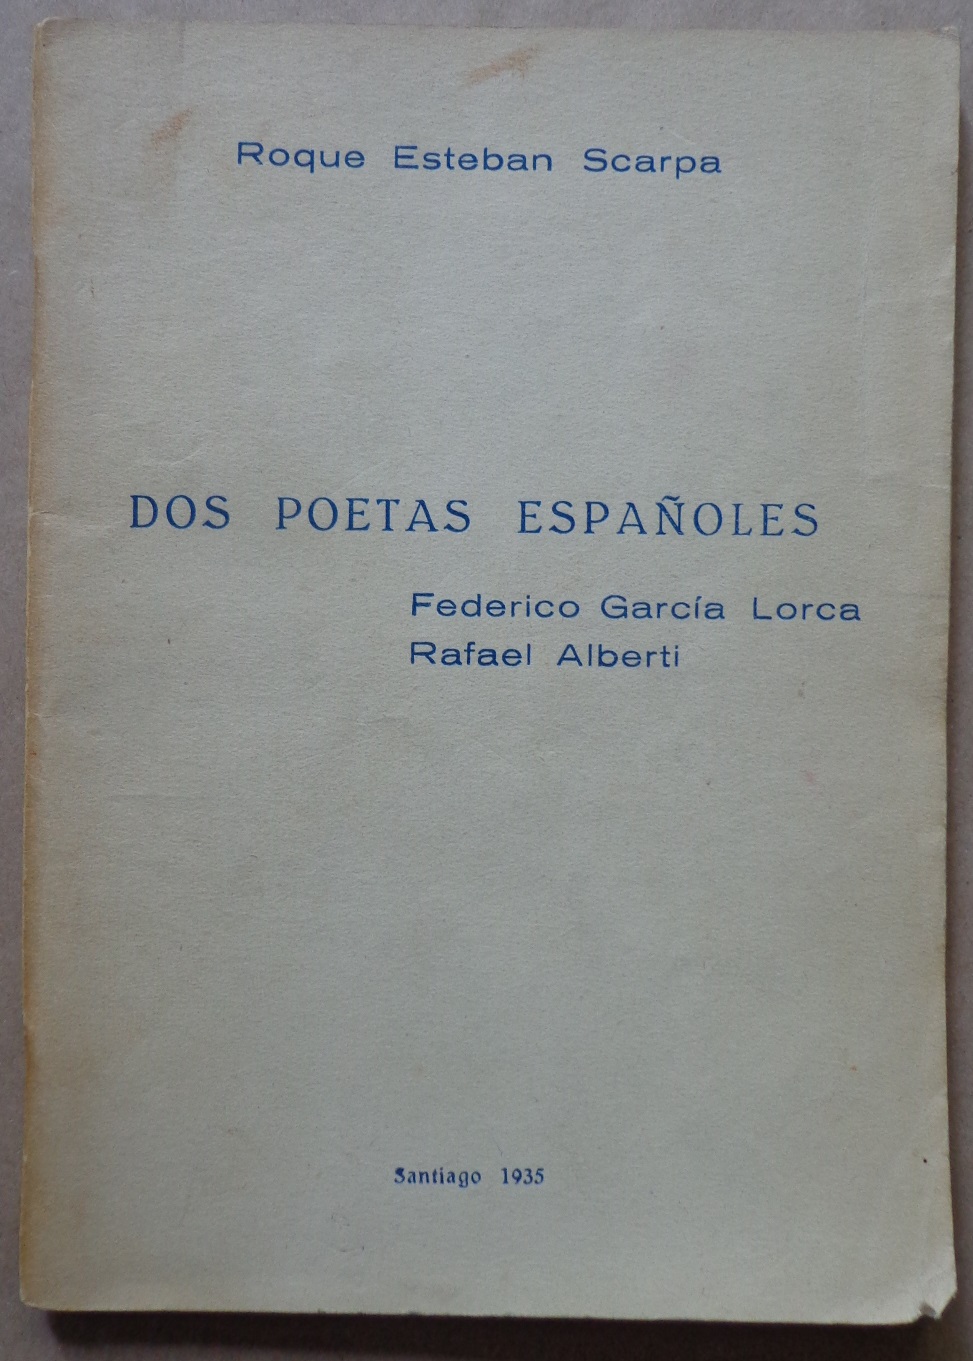 Roque Esteban Scarpa
DOS POETAS ESPAÑOLES
Federico García Lorca
Rafael Alberti
Santiago 1935